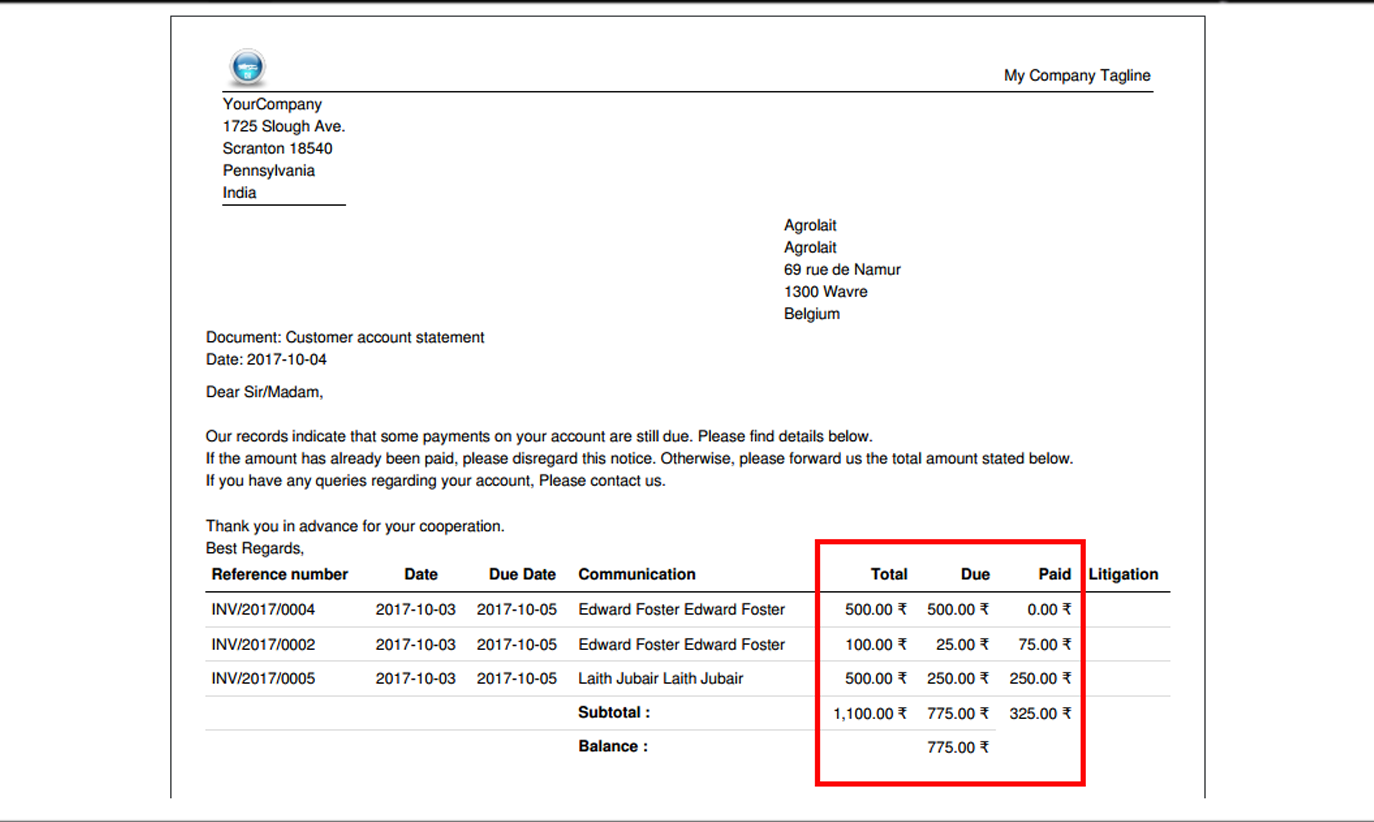 My Company Tagline
YourCompany
1725 Slough Ave.
Scranton 18540
Pennsylvania
India
Agrolait
Agrolait
69 rue de Namur
1300 Wavre
Belgium
Document: Customer account statement
Date: 2017-10-04
Dear Sir/Madam,
Our records indicate that some payments on your account are still due. Please find details below.
If the amount has already been paid, please disregard this notice. Otherwise, please forward us the total amount stated below.
If you have any queries regarding your account, Please contact us.
Thank you in advance for your cooperation.
Best Regards,
Reference number Date Due Date Communication Total Due Paid Litigation
INV/2017/0004 2017-10-03 2017-10-05 Edward Foster Edward Foster 500.00 ₹ 500.00 ₹ 0.00 ₹
INV/2017/0002 2017-10-03 2017-10-05 Edward Foster Edward Foster 100.00 ₹ 25.00 ₹ 75.00 ₹
INV/2017/0005 2017-10-03 2017-10-05 Laith Jubair Laith Jubair 500.00 ₹ 250.00 ₹ 250.00 ₹
Subtotal : 1,100.00 ₹ 775.00 ₹ 325.00 ₹
Balance : 775.00 ₹